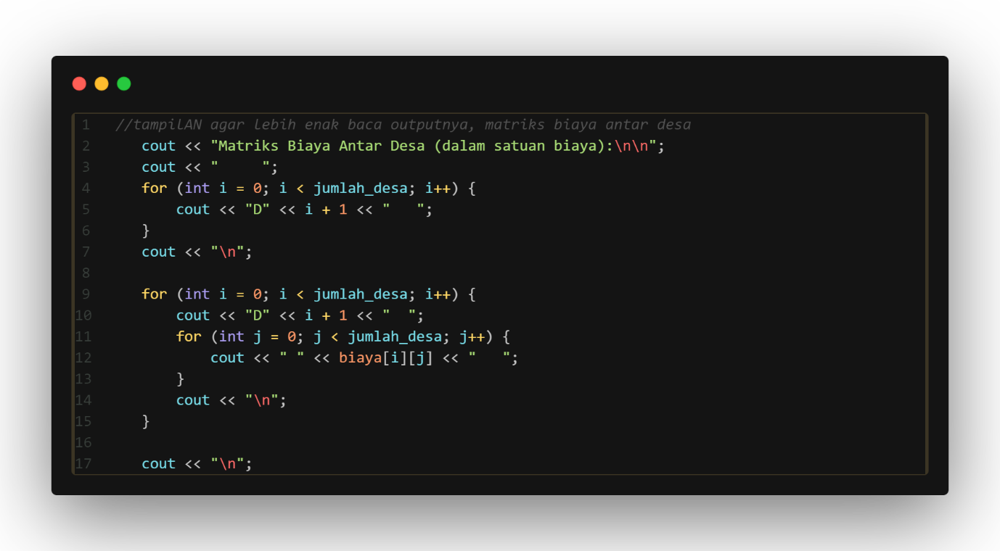 1 //tampilAN agar lebih enak baca outputnya, matriks biaya antar desa
2    cout << "Matriks Biaya Antar Desa (dalam satuan biaya):\n\n";
3    cout << "     ";
4    for (int i = 0; i < jumlah_desa; i++) {
5        cout << "D" << i + 1 << "   ";
6    }
7    cout << "\n";
8
9    for (int i = 0; i < jumlah_desa; i++) {
10        cout << "D" << i + 1 << "  ";
11        for (int j = 0; j < jumlah_desa; j++) {
12            cout << " " << biaya[i][j] << "   ";
13        }
14        cout << "\n";
15    }
16
17    cout << "\n";